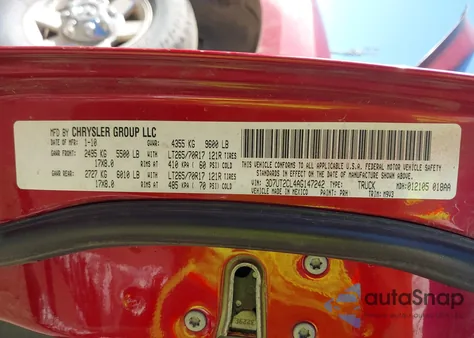 MFD BY CHRYSLER GROUP LLC
DATE OF MFR: 1-10 GVWR: 4355 KG 9600 LB
GAWR FRONT: 2495 KG 5500 LB WITH LT265/70R17 121R TIRES
17X8.0 RIMS AT 410 KPA ( 60 PSI) COLD
GAWR REAR: 2727 KG 6010 LB WITH LT265/70R17 121R TIRES
17X8.0 RIMS AT 485 KPA ( 70 PSI) COLD
THIS VEHICLE CONFORMS TO ALL APPLICABLE U.S.A. FEDERAL MOTOR VEHICLE SAFETY
STANDARDS IN EFFECT ON THE DATE OF MANUFACTURE SHOWN ABOVE.
VIN: 3D7UT2CL4AG147242 TYPE: TRUCK MDH: 012105 018AA
VEHICLE MADE IN MEXICO PAINT: PRH TRIM: M9V3
autoSnap